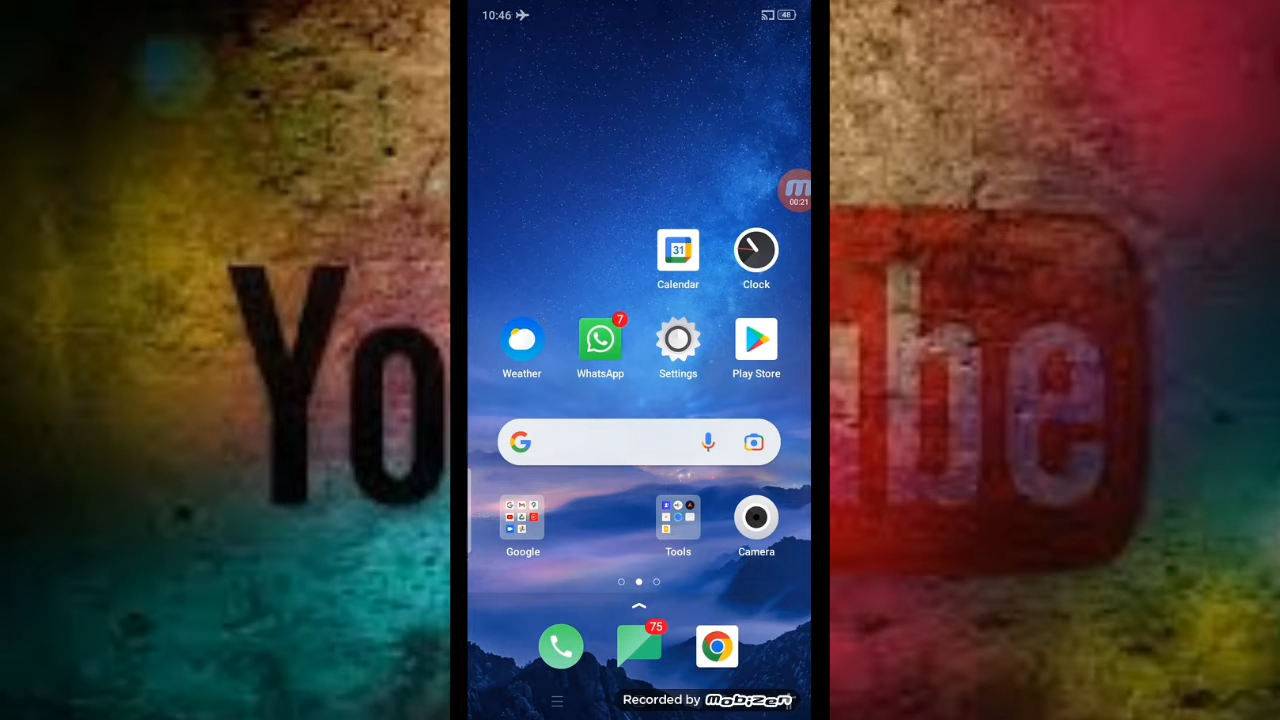 10:46
48
00:21
31
Calendar
Clock
7
Weather
WhatsApp
Settings
Play Store
Yo
be
Google
Tools
Camera
75
Recorded by mobizen